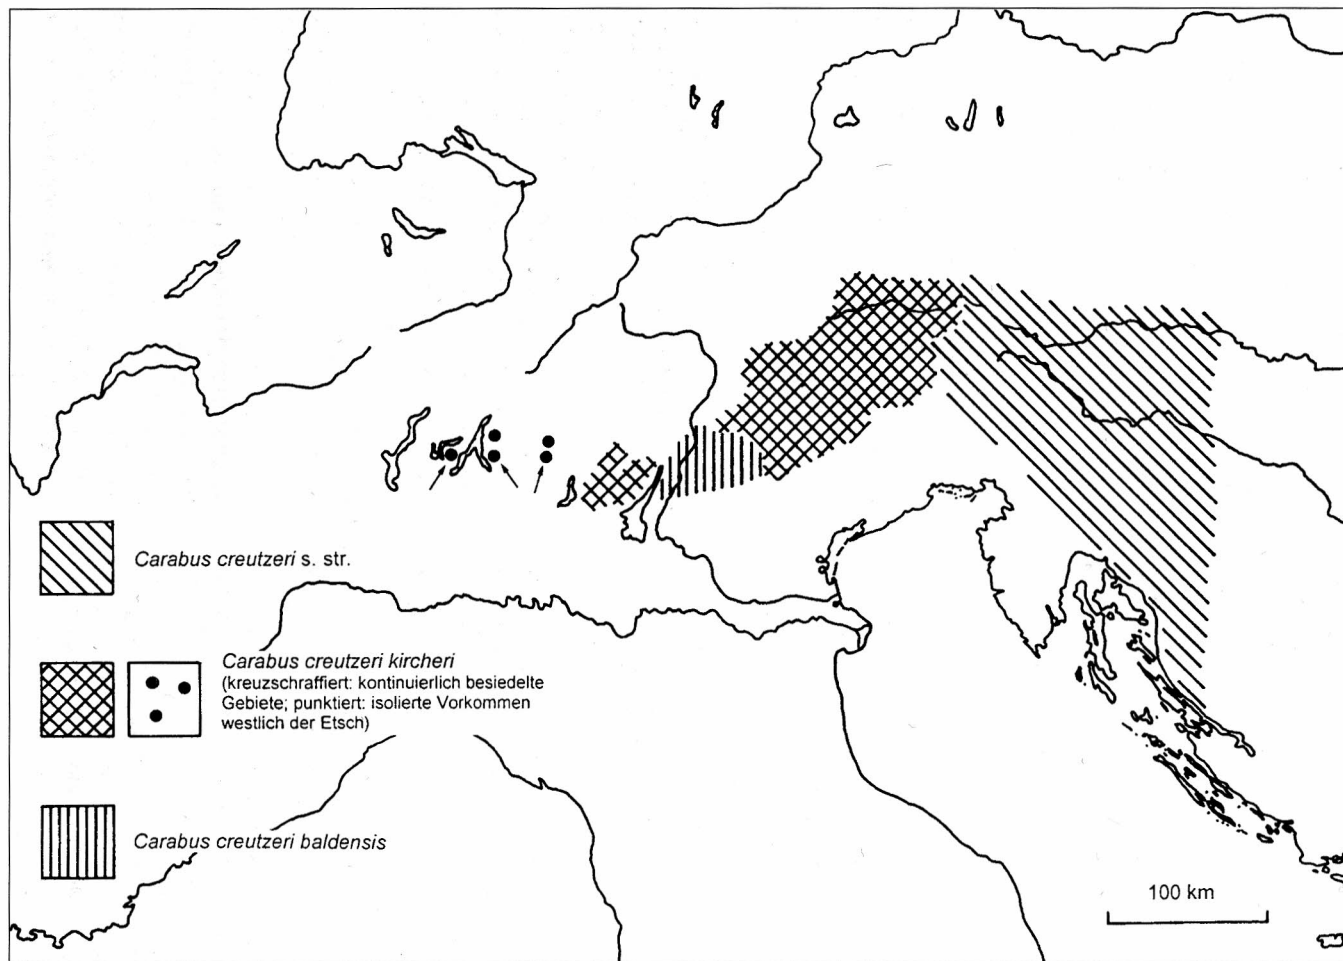 Carabus creutzeri s. str.
Carabus creutzeri kircheri
(kreuzschraffiert: kontinuierlich besiedelte
Gebiete; punktiert: isolierte Vorkommen
westlich der Etsch)
Carabus creutzeri baldensis
100 km